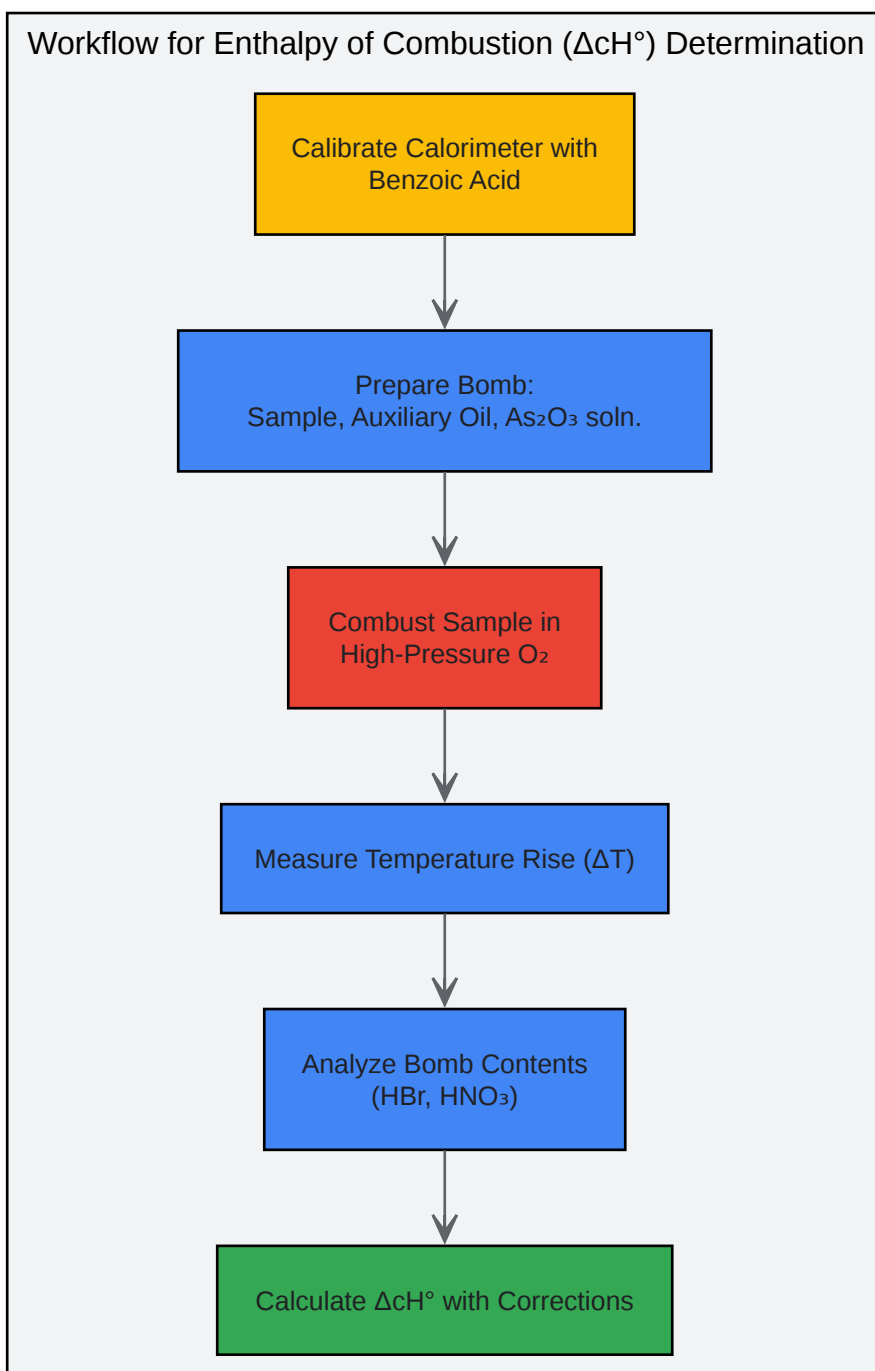 Workflow for Enthalpy of Combustion (ΔcH°) Determination
Calibrate Calorimeter with
Benzoic Acid
Prepare Bomb:
Sample, Auxiliary Oil, As₂O₃ soln.
Combust Sample in
High-Pressure O₂
Measure Temperature Rise (ΔT)
Analyze Bomb Contents
(HBr, HNO₃)
Calculate ΔcH° with Corrections